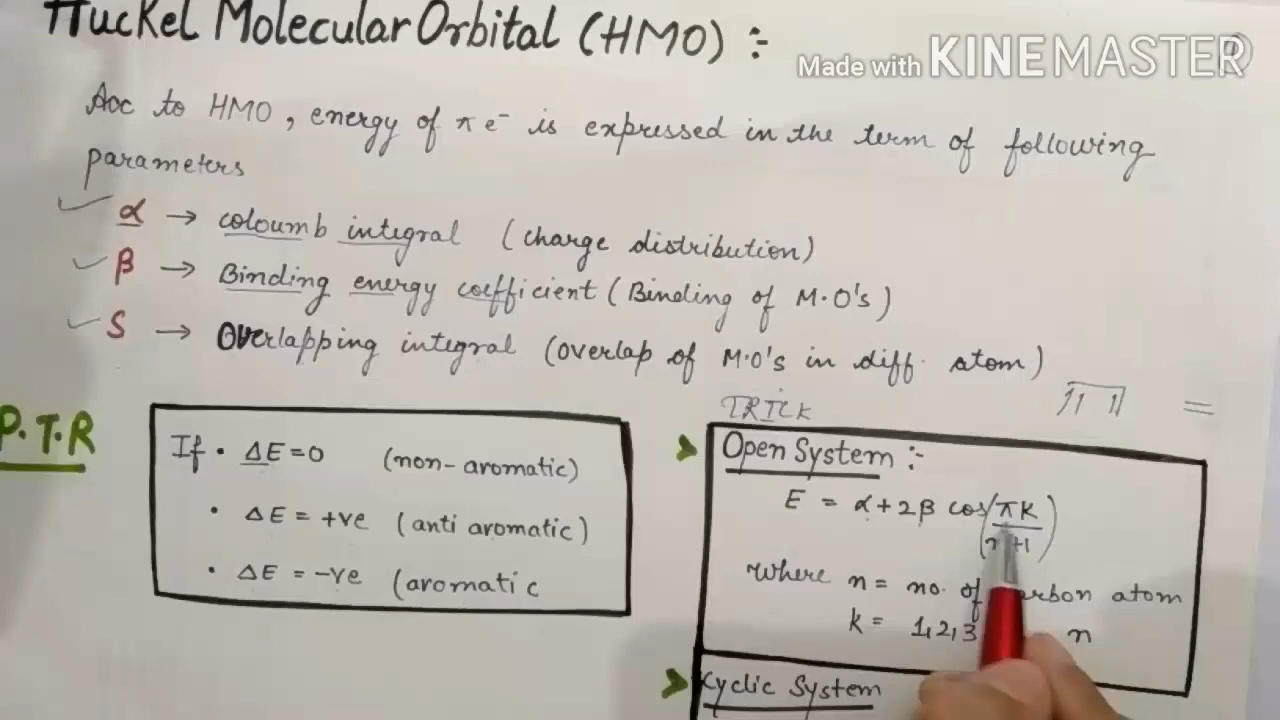 Huckel Molecular Orbital (HMO) :-
Made with KINEMASTER
Acc to HMO, energy of π e⁻ is expressed in the term of following
parameters
α → coloumb integral (charge distribution)
β → Binding energy coefficient (Binding of M.O's)
S → Overlapping integral (overlap of M.O's in diff. atom)
P.T.R
If • ΔE=0 (non-aromatic)
• ΔE = +ve (anti aromatic)
• ΔE = -ve (aromatic
TRICK
Open System :-
E = α+2β cos(πk
n+1)
where n = no. of carbon atom
k = 1,2,3 n
Cyclic System